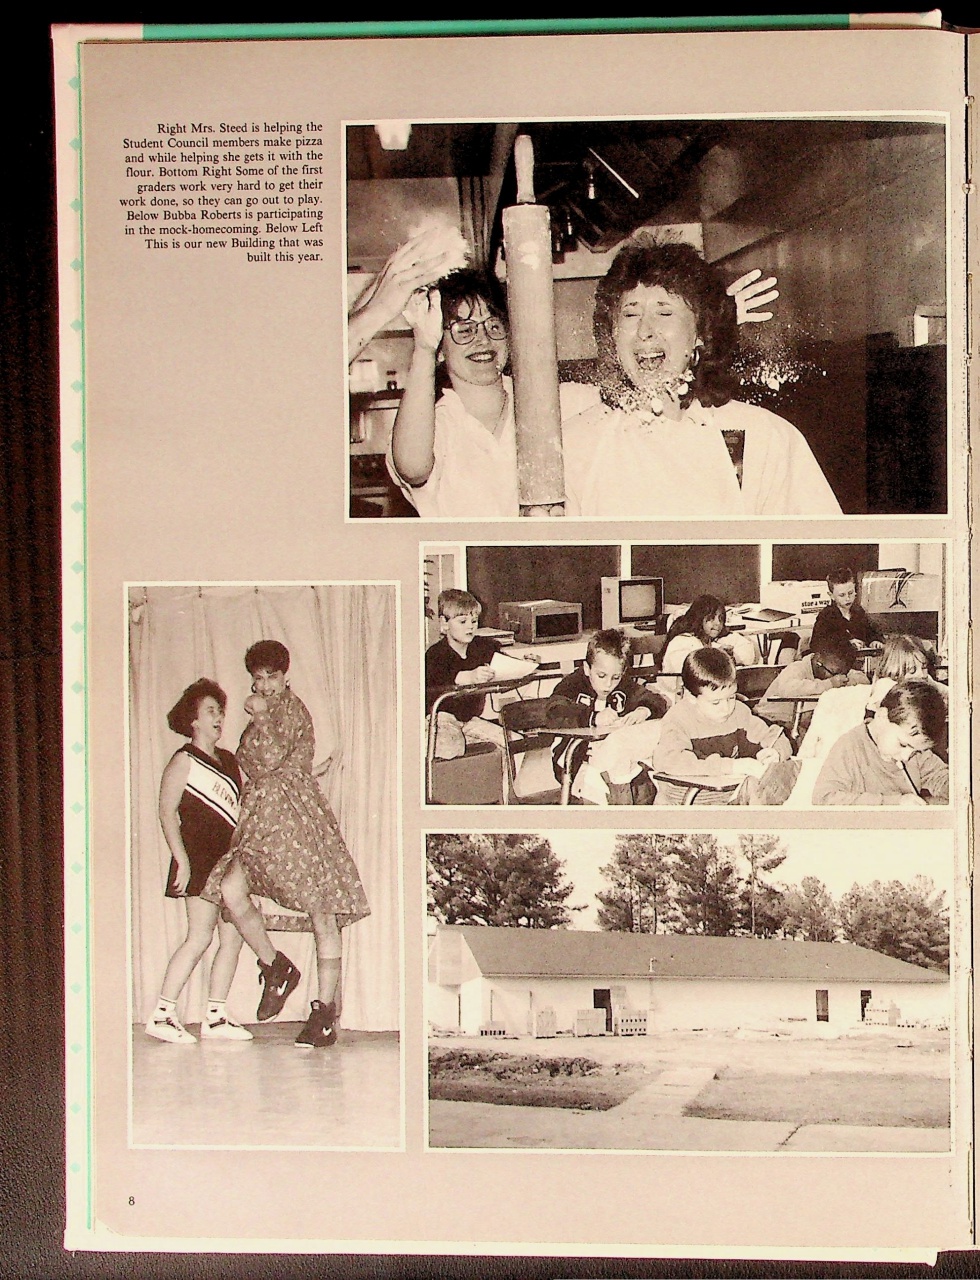 Right Mrs. Steed is helping the
Student Council members make pizza
and while helping she gets it with the
flour. Bottom Right Some of the first
graders work very hard to get their
work done, so they can go out to play.
Below Bubba Roberts is participating
in the mock-homecoming. Below Left
This is our new Building that was
built this year.
stor a way
8